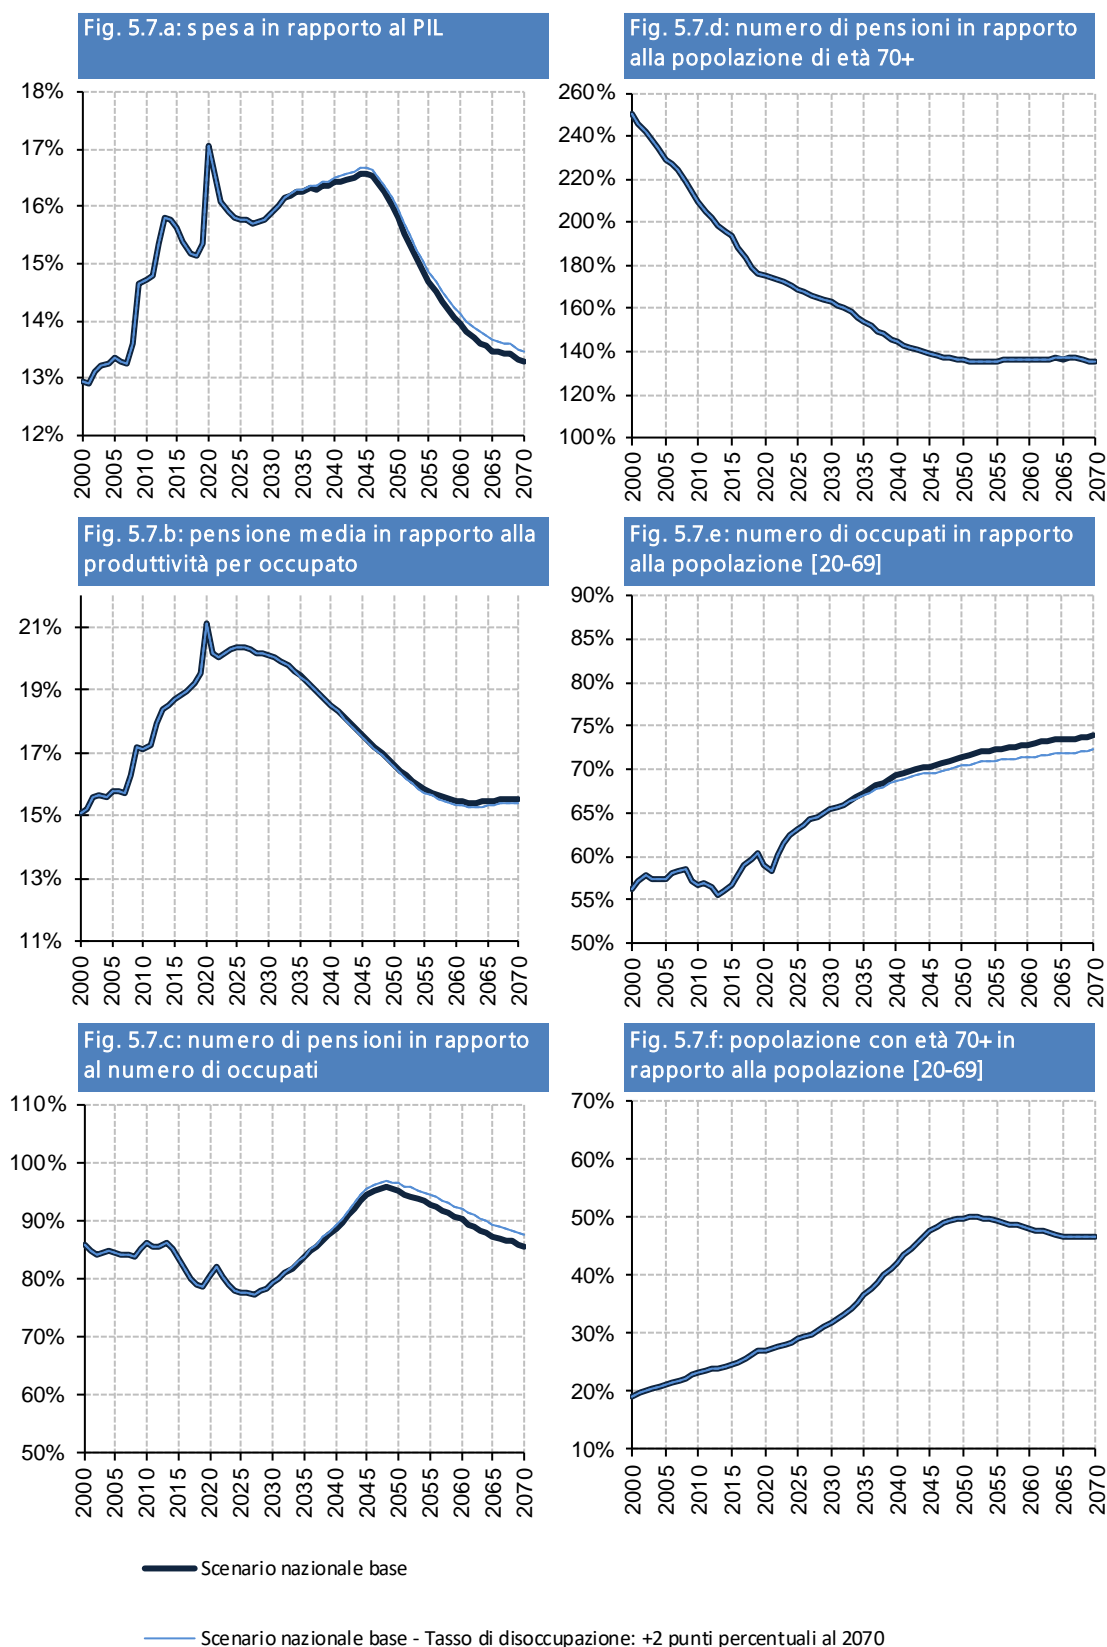 Fig. 5.7.a: spesa in rapporto al PIL
18%
17%
16%
15%
14%
13%
12%
2000 2005 2010 2015 2020 2025 2030 2035 2040 2045 2050 2055 2060 2065 2070
Fig. 5.7.d: numero di pensioni in rapporto
alla popolazione di età 70+
260%
240%
220%
200%
180%
160%
140%
120%
100%
2000 2005 2010 2015 2020 2025 2030 2035 2040 2045 2050 2055 2060 2065 2070
Fig. 5.7.b: pensione media in rapporto alla
produttività per occupato
21%
19%
17%
15%
13%
11%
2000 2005 2010 2015 2020 2025 2030 2035 2040 2045 2050 2055 2060 2065 2070
Fig. 5.7.e: numero di occupati in rapporto
alla popolazione [20-69]
90%
85%
80%
75%
70%
65%
60%
55%
50%
2000 2005 2010 2015 2020 2025 2030 2035 2040 2045 2050 2055 2060 2065 2070
Fig. 5.7.c: numero di pensioni in rapporto
al numero di occupati
110%
100%
90%
80%
70%
60%
50%
2000 2005 2010 2015 2020 2025 2030 2035 2040 2045 2050 2055 2060 2065 2070
Fig. 5.7.f: popolazione con età 70+ in
rapporto alla popolazione [20-69]
70%
60%
50%
40%
30%
20%
10%
2000 2005 2010 2015 2020 2025 2030 2035 2040 2045 2050 2055 2060 2065 2070
Scenario nazionale base
Scenario nazionale base - Tasso di disoccupazione: +2 punti percentuali al 2070